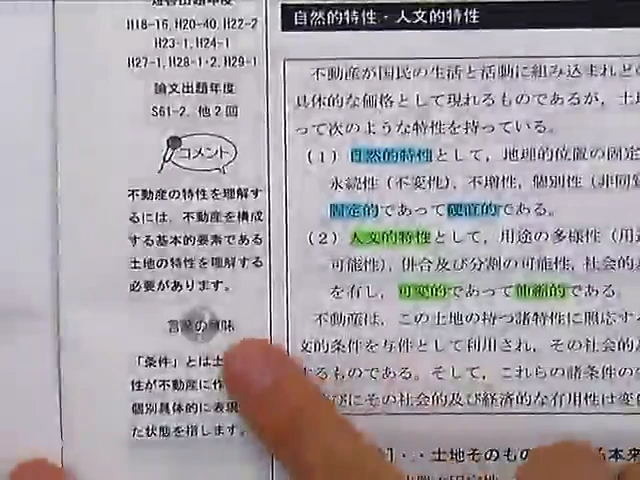 短答出題年度
H18-16, H20-40, H22-2
H23-1, H24-1
H27-1, H28-1・2, H29-1
論文出題年度
S61-2, 他2回
コメント
不動産の特性を理解す
るには，不動産を構成
する基本的要素である
土地の特性を理解する
必要があります。
言葉の意味
「条件」とは土
性が不動産に作
個別具体的に表現
た状態を指します。
自然的特性・人文的特性
不動産が国民の生活と活動に組み込まれど
具体的な価格として現れるものであるが，土
って次のような特性を持っている。
(1) 自然的特性として，地理的位置の固定
永続性（不変性），不増性，個別性（非同
固定的であって硬直的である。
(2) 人文的特性として，用途の多様性（用
可能性），併合及び分割の可能性，社会的
を有し，可変的であって伸縮的である
不動産は，この土地の持つ諸特性に照応す
文的条件を与件として利用され，その社会的
するものである。そして，これらの諸条件の
びにその社会的及び経済的な有用性は変
]・・土地そのもの 本来